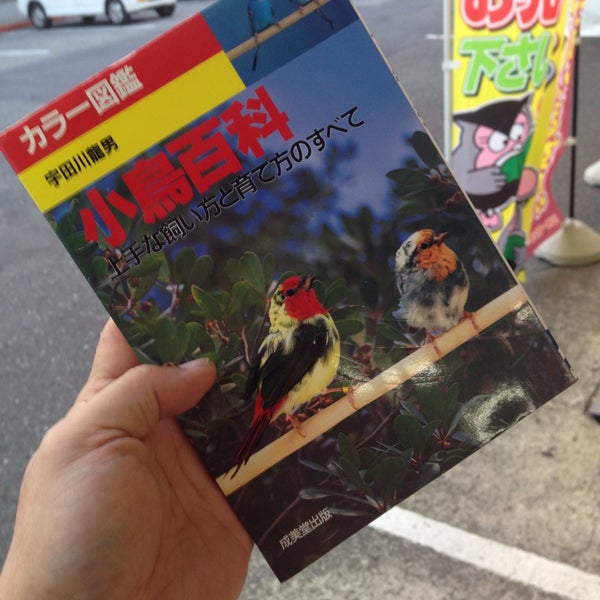 カラー図鑑
宇田川龍男
小鳥百科
上手な飼い方と育て方のすべて
成美堂出版
下さい